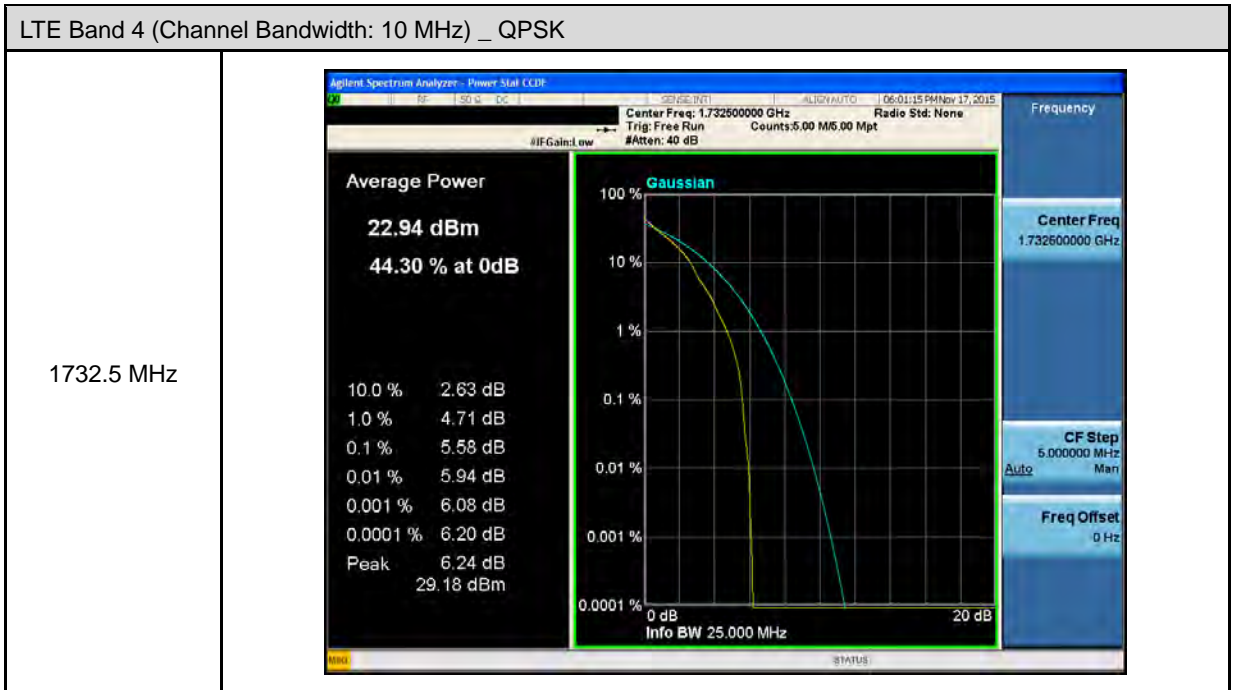 LTE Band 4 (Channel Bandwidth: 10 MHz) _ QPSK
1732.5 MHz
Agilent Spectrum Analyzer - Power Stat CCDF
RF 50 Ω DC SENSE:INT ALIGN AUTO 06:01:15 PM Nov 17, 2015
Center Freq: 1.732500000 GHz Radio Std: None
Trig: Free Run Counts:5.00 M/5.00 Mpt
#IFGain:Low #Atten: 40 dB
Average Power
22.94 dBm
44.30 % at 0dB
10.0 % 2.63 dB
1.0 % 4.71 dB
0.1 % 5.58 dB
0.01 % 5.94 dB
0.001 % 6.08 dB
0.0001 % 6.20 dB
Peak 6.24 dB
29.18 dBm
Gaussian
100 %
10 %
1 %
0.1 %
0.01 %
0.001 %
0.0001 %
0 dB 20 dB
Info BW 25.000 MHz
Frequency
Center Freq
1.732500000 GHz
CF Step
5.000000 MHz
Auto Man
Freq Offset
0 Hz
MSG STATUS